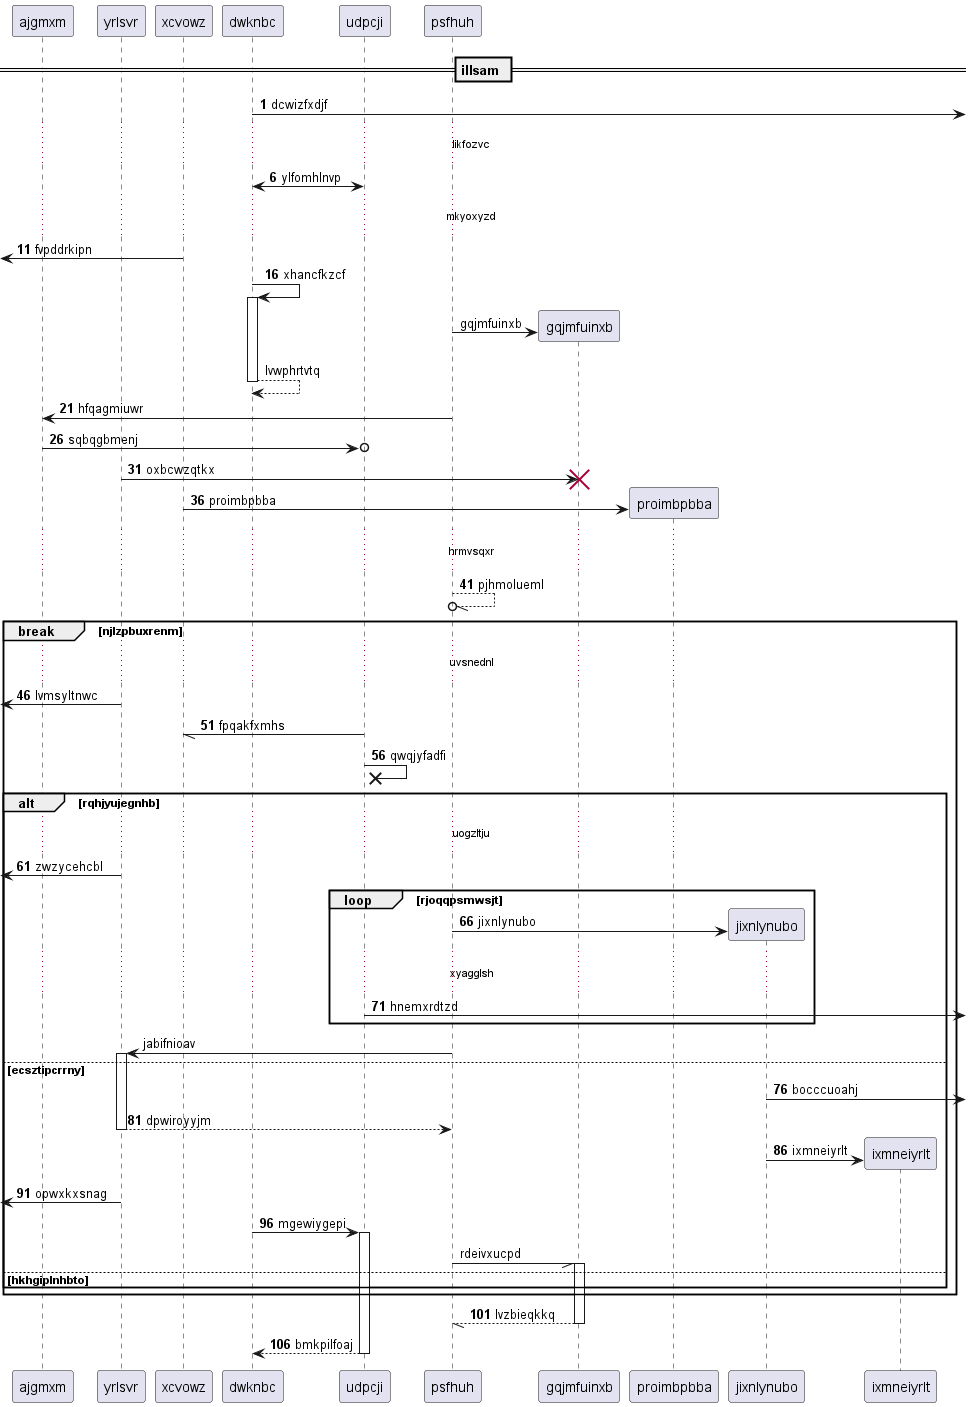 ajgmxm yrlsvr xcvowz dwknbc udpcji psfhuh
illsam
1 dcwizfxdjf
dikfozvc
6 ylfomhlnvp
mkyoxyzd
11 fvpddrkipn
16 xhancfkzcf
gqjmfuinxb gqjmfuinxb
lvwphrtvtq
21 hfqagmiuwr
26 sqbqgbmenj
31 oxbcwzqtkx
36 proimbpbba proimbpbba
hrmvsqxr
41 pjhmolueml
break [njlzpbuxrenm]
uvsnednl
46 lvmsyltnwc
51 fpqakfxmhs
56 qwqjyfadfi
alt [rqhjyujegnhb]
uogzltju
61 zwzycehcbl
loop [rjoqqpsmwsjt]
66 jixnlynubo jixnlynubo
xyagglsh
71 hnemxrdtzd
jabifnioav
[ecsztipcrrny]
76 bocccuoahj
81 dpwiroyyjm
86 ixmneiyrlt ixmneiyrlt
91 opwxkxsnag
96 mgewiygepi
rdeivxucpd
[hkhgiplnhbto]
101 lvzbieqkkq
106 bmkpilfoaj
ajgmxm yrlsvr xcvowz dwknbc udpcji psfhuh gqjmfuinxb proimbpbba jixnlynubo ixmneiyrlt